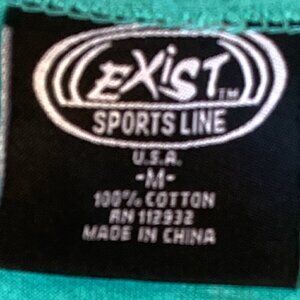 EXiST TM
SPORTS LINE
U.S.A.
-M-
100% COTTON
RN 112932
MADE IN CHINA